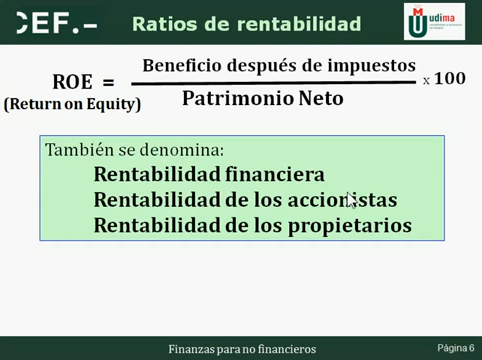 CEF.-
Ratios de rentabilidad
MU udima
ROE = Beneficio después de impuestos x 100
(Return on Equity) Patrimonio Neto
También se denomina:
Rentabilidad financiera
Rentabilidad de los accionistas
Rentabilidad de los propietarios
Finanzas para no financieros
Página 6